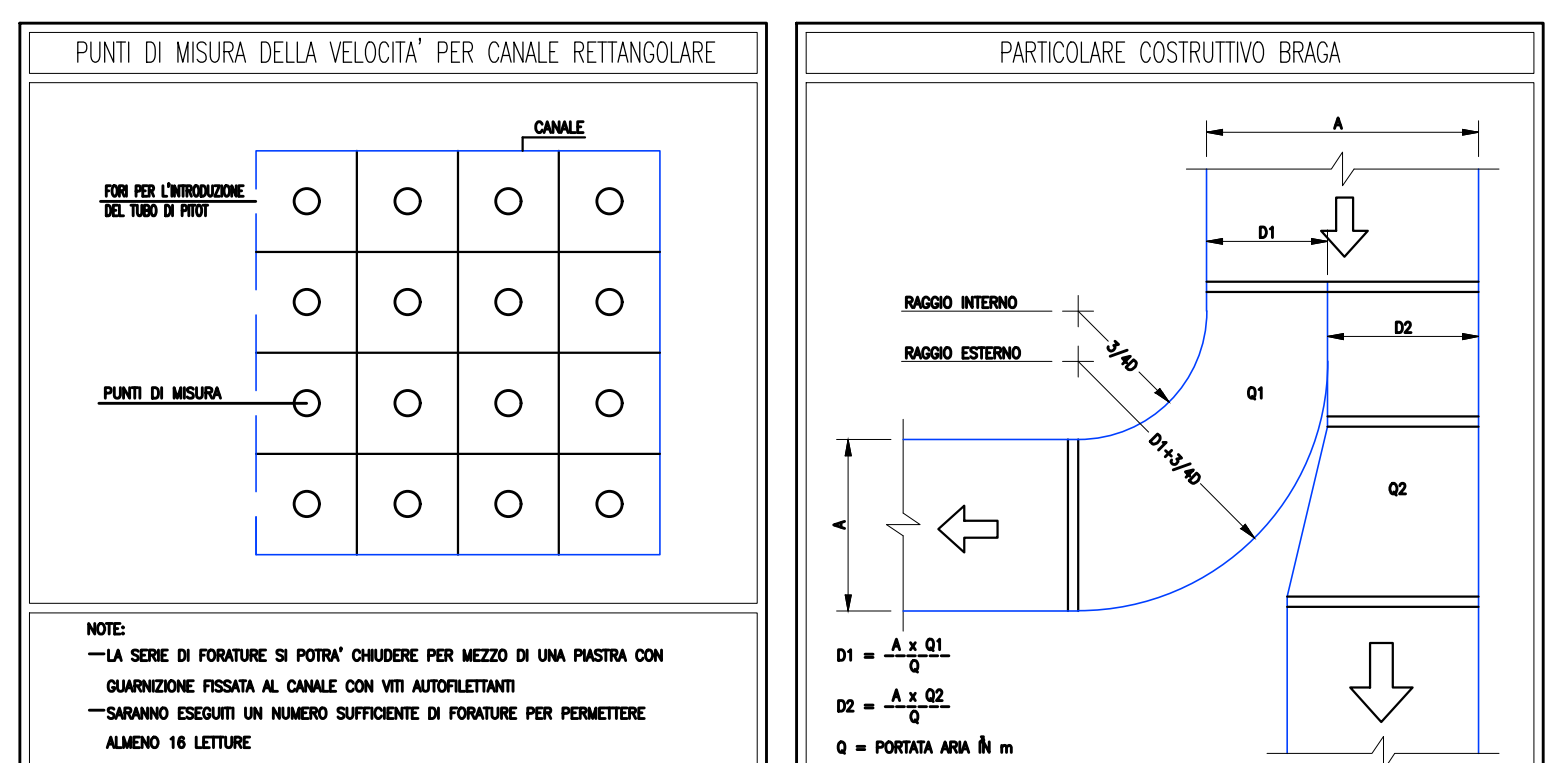 PUNTI DI MISURA DELLA VELOCITA' PER CANALE RETTANGOLARE
CANALE
FORI PER L'INTRODUZIONE
DEL TUBO DI PITOT
PUNTI DI MISURA
NOTE:
—LA SERIE DI FORATURE SI POTRA' CHIUDERE PER MEZZO DI UNA PIASTRA CON
GUARNIZIONE FISSATA AL CANALE CON VITI AUTOFILETTANTI
—SARANNO ESEGUITI UN NUMERO SUFFICIENTE DI FORATURE PER PERMETTERE
ALMENO 16 LETTURE
PARTICOLARE COSTRUTTIVO BRAGA
A
D1
D2
RAGGIO INTERNO
3/4D
RAGGIO ESTERNO
D1+3/4D
Q1
Q2
A
D1 = A x Q1
Q
D2 = A x Q2
Q
Q = PORTATA ARIA IN m